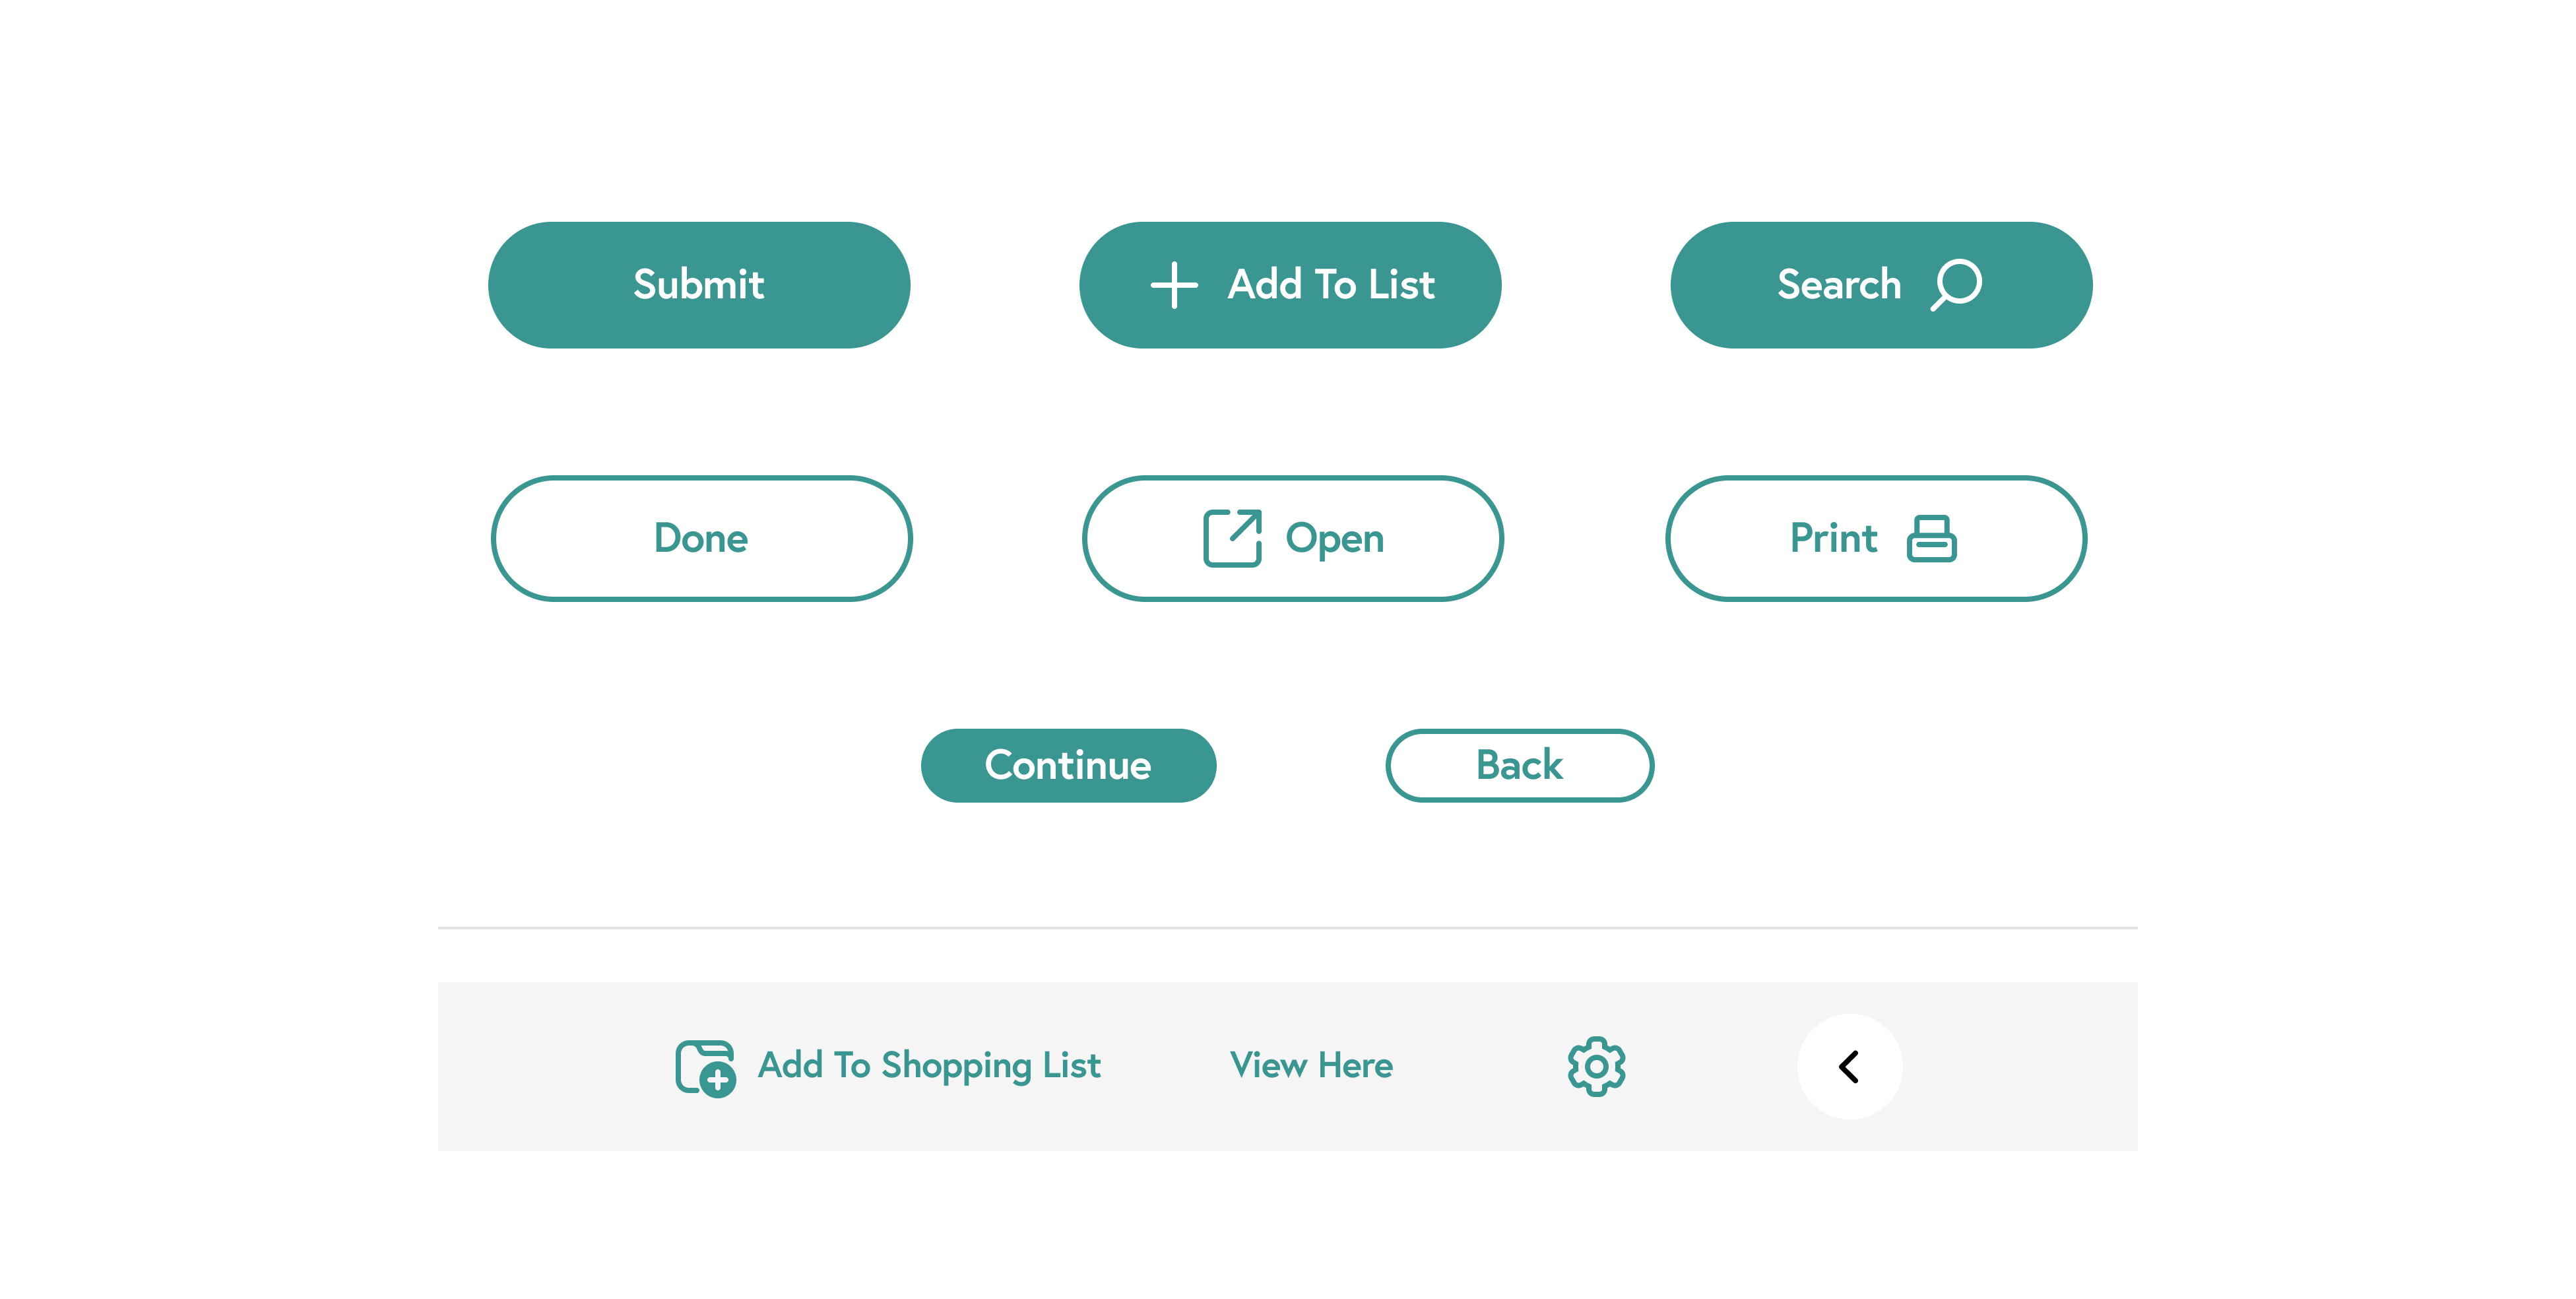 Submit
Add To List
Search
Done
Open
Print
Continue
Back
Add To Shopping List
View Here